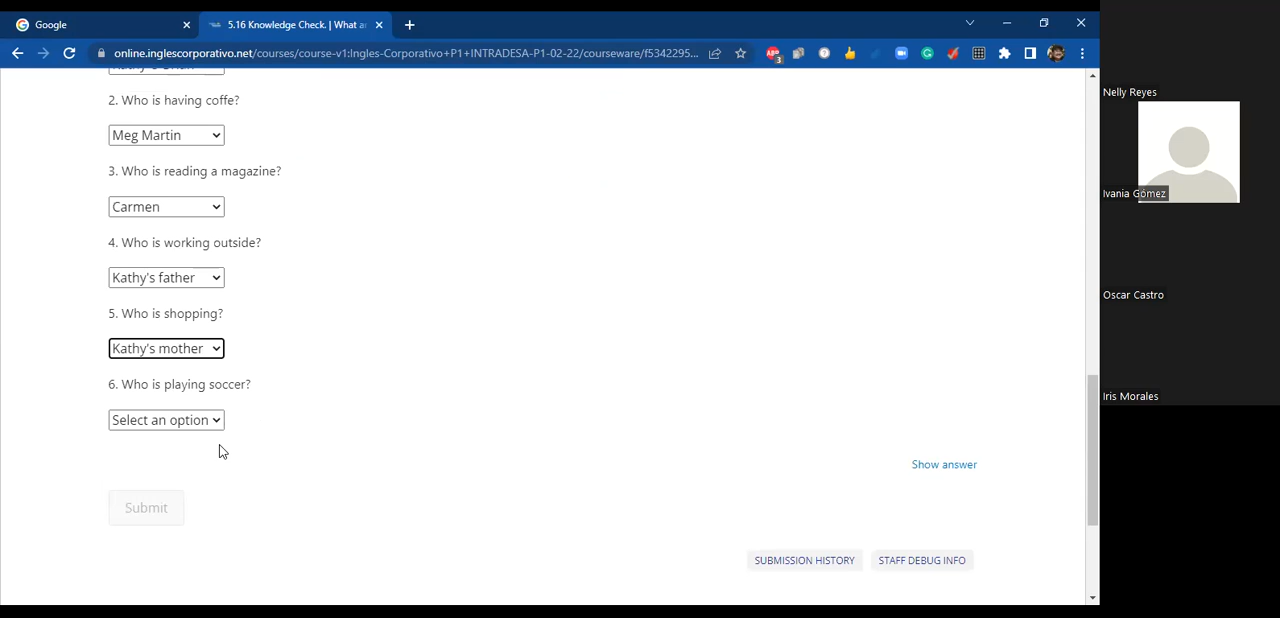 Google
5.16 Knowledge Check. | What ar
online.inglescorporativo.net/courses/course-v1:Ingles-Corporativo+P1+INTRADESA-P1-02-22/courseware/f5342295...
3
2. Who is having coffe?
Meg Martin
3. Who is reading a magazine?
Carmen
4. Who is working outside?
Kathy's father
5. Who is shopping?
Kathy's mother
6. Who is playing soccer?
Select an option
Show answer
Submit
SUBMISSION HISTORY
STAFF DEBUG INFO
Nelly Reyes
Ivania Gómez
Oscar Castro
Iris Morales